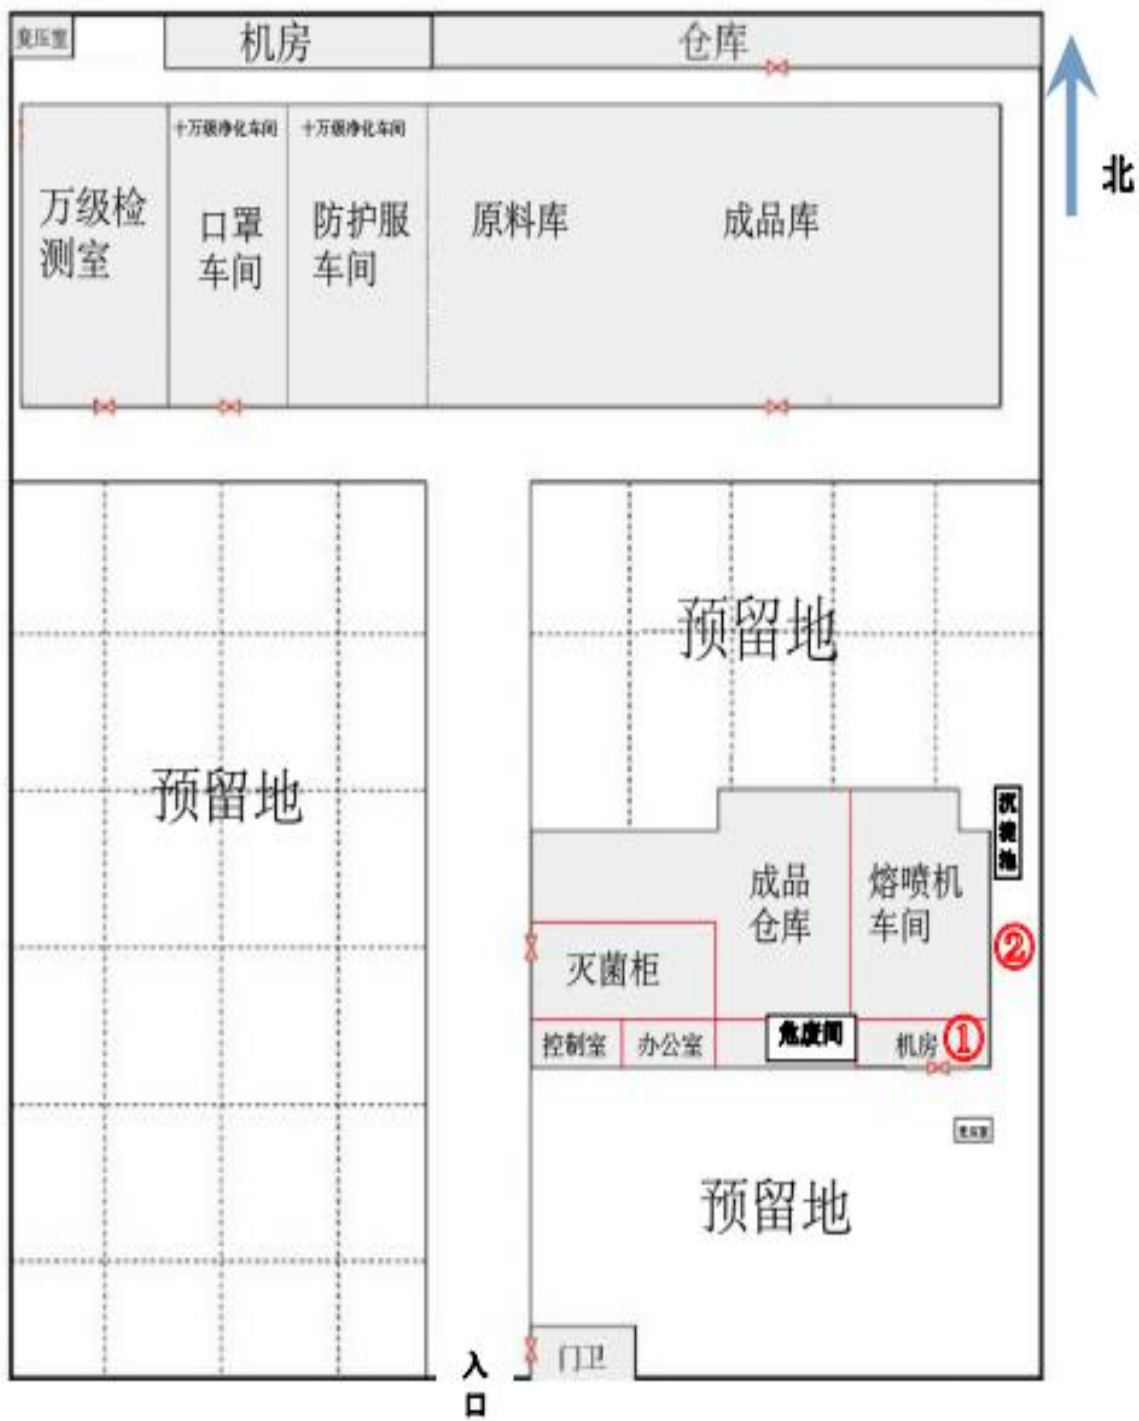 变压室
机房
仓库
北
十万级净化车间
十万级净化车间
万级检
测室
口罩
车间
防护服
车间
原料库
成品库
预留地
预留地
沉淀池
成品
仓库
熔喷机
车间
②
灭菌柜
控制室
办公室
危废间
机房
①
变压室
预留地
门卫
入口